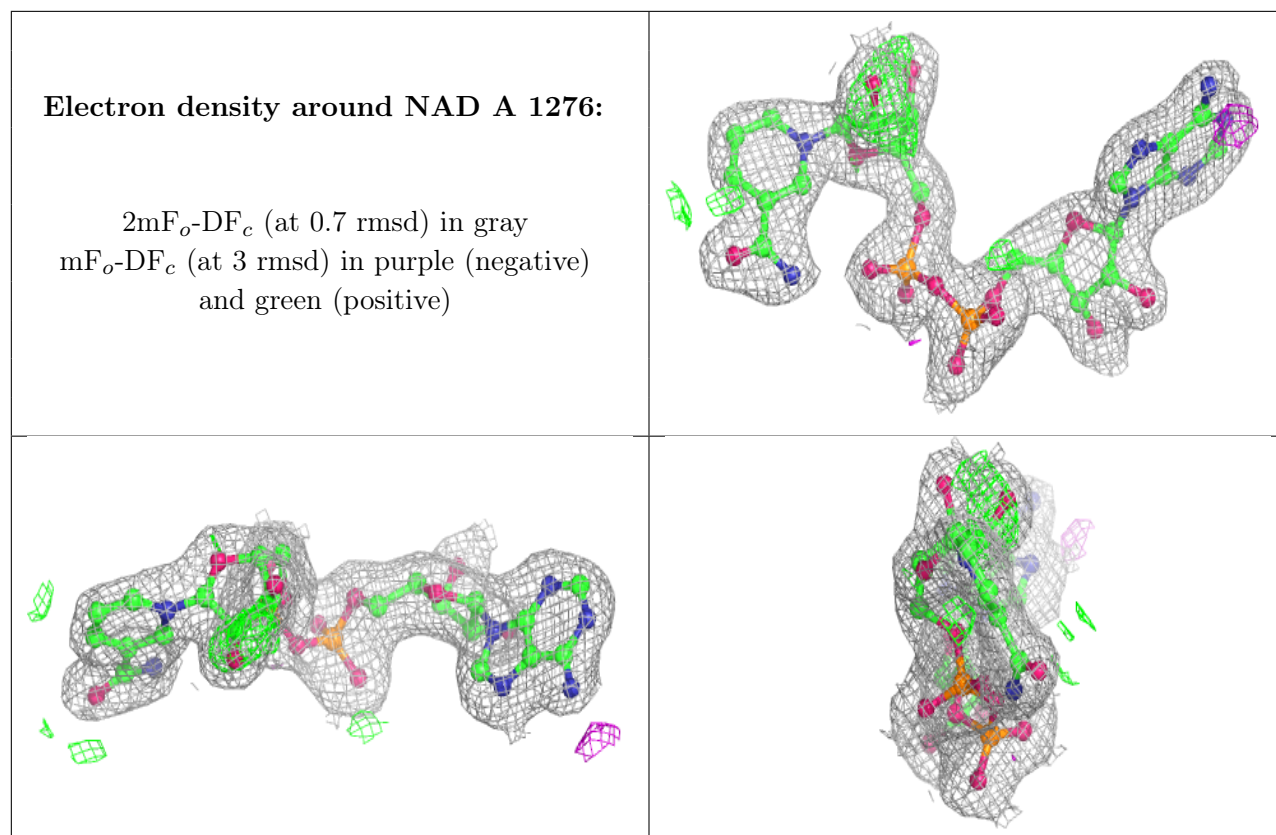 Electron density around NAD A 1276:
2mFₒ-DF𝒸 (at 0.7 rmsd) in gray
mFₒ-DF𝒸 (at 3 rmsd) in purple (negative)
and green (positive)